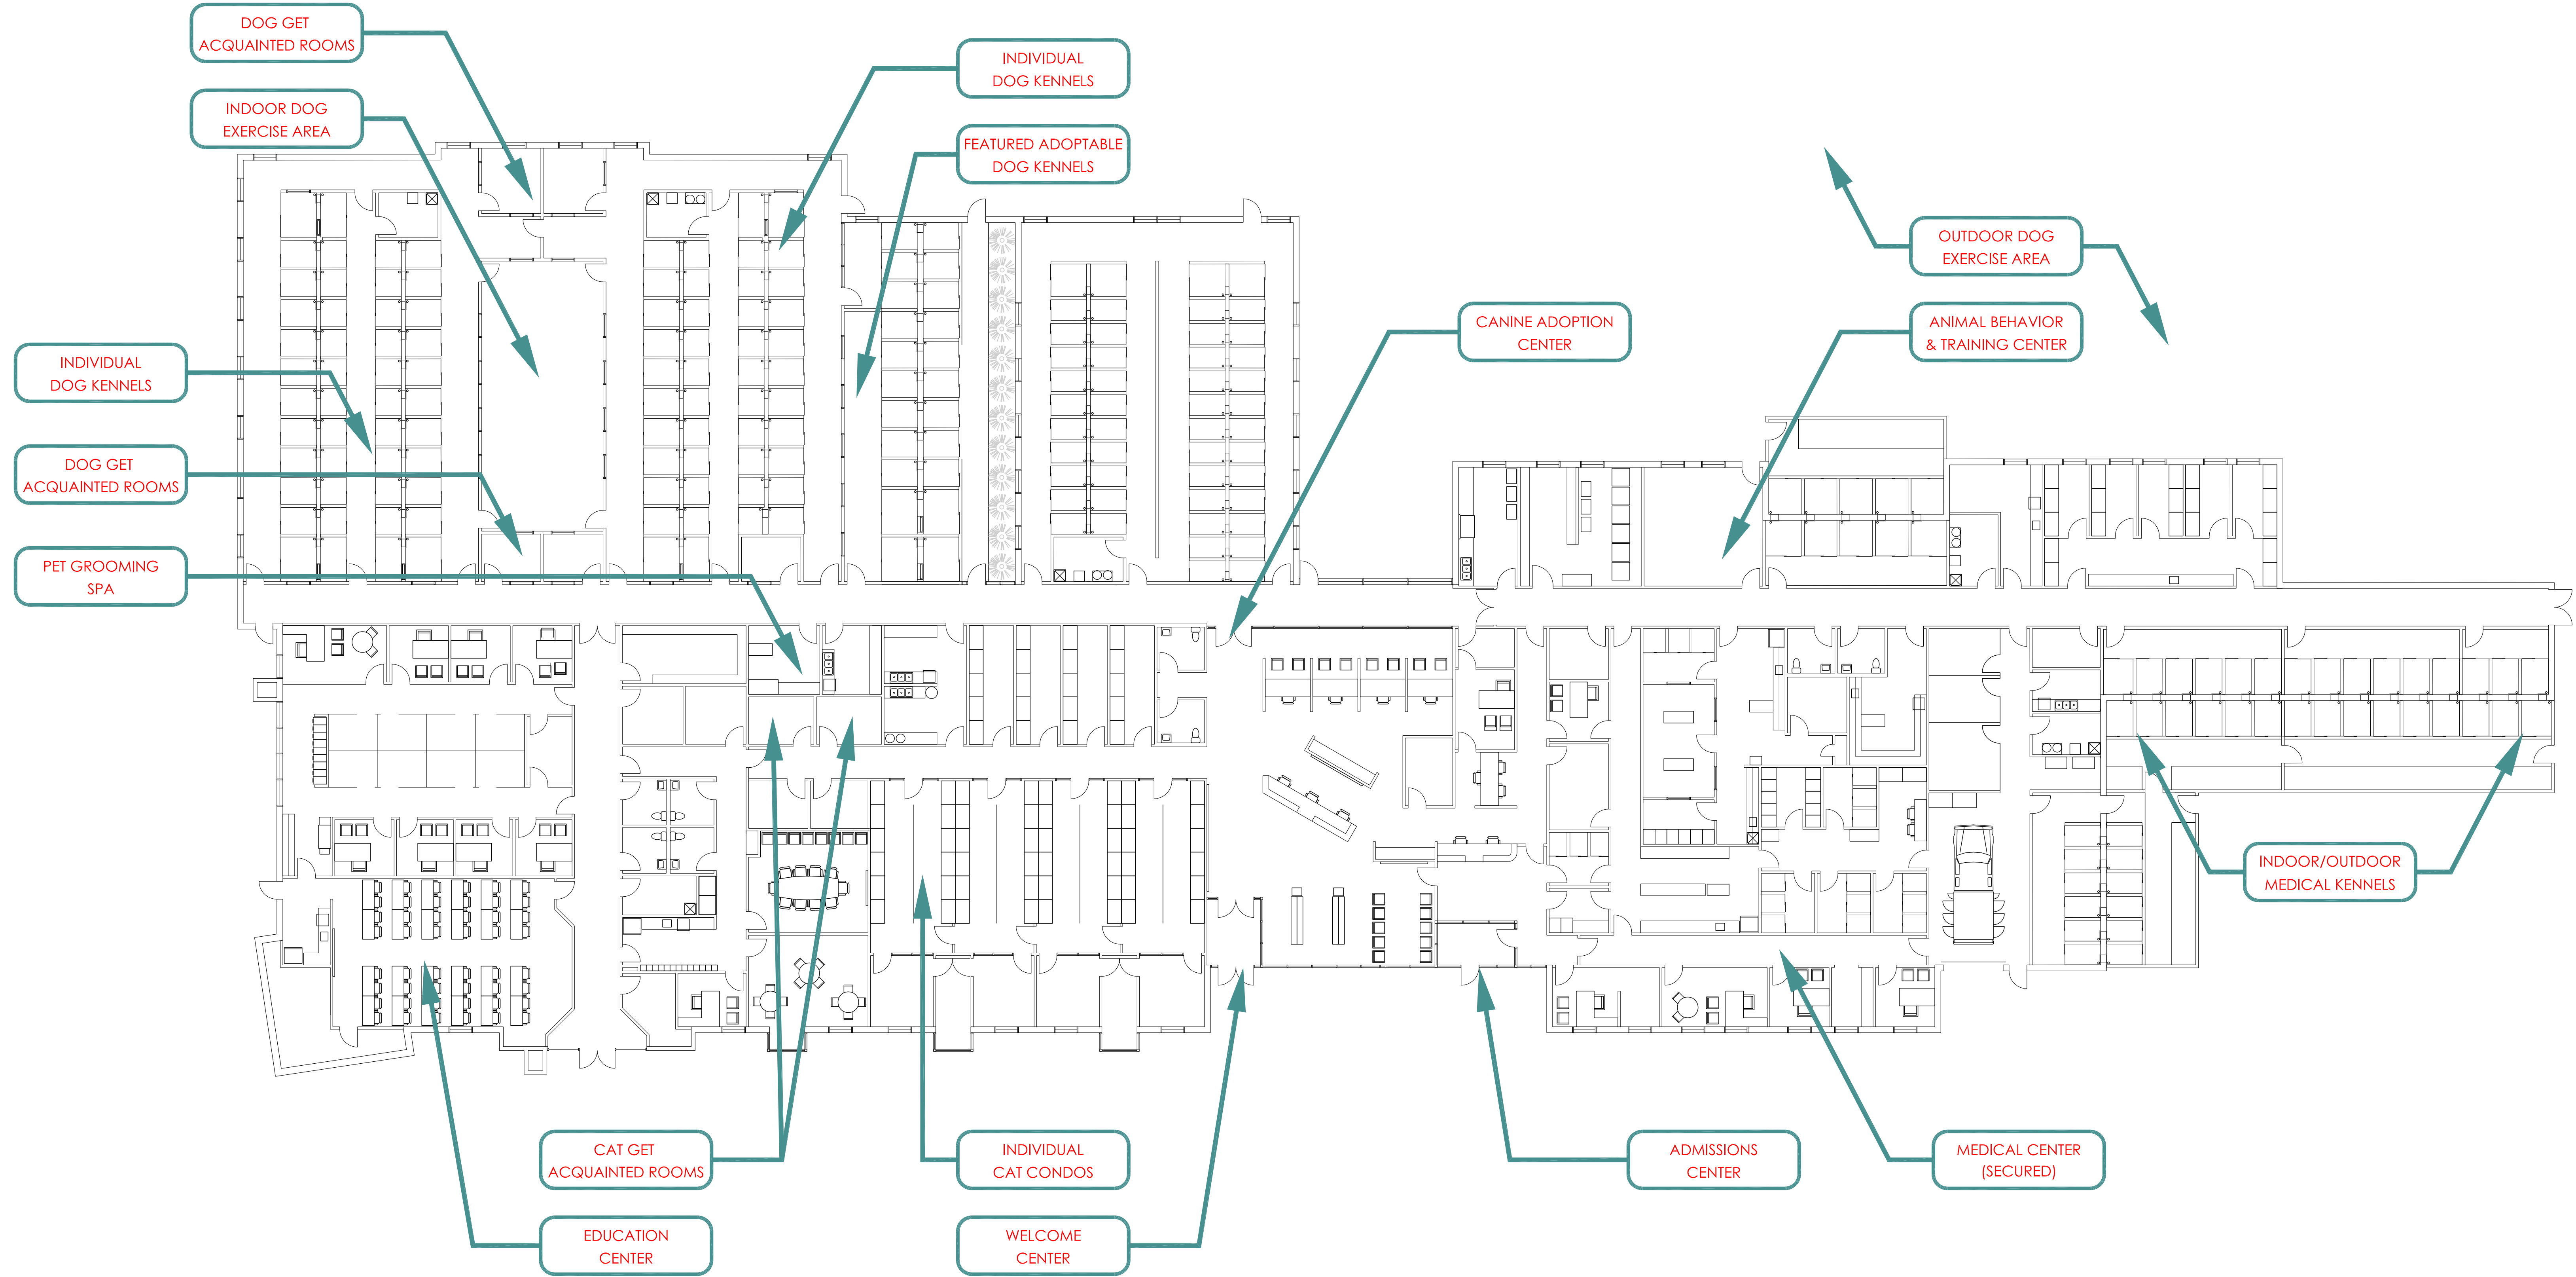 DOG GET
ACQUAINTED ROOMS
INDIVIDUAL
DOG KENNELS
INDOOR DOG
EXERCISE AREA
FEATURED ADOPTABLE
DOG KENNELS
OUTDOOR DOG
EXERCISE AREA
CANINE ADOPTION
CENTER
ANIMAL BEHAVIOR
& TRAINING CENTER
INDIVIDUAL
DOG KENNELS
DOG GET
ACQUAINTED ROOMS
PET GROOMING
SPA
INDOOR/OUTDOOR
MEDICAL KENNELS
CAT GET
ACQUAINTED ROOMS
INDIVIDUAL
CAT CONDOS
ADMISSIONS
CENTER
MEDICAL CENTER
(SECURED)
EDUCATION
CENTER
WELCOME
CENTER